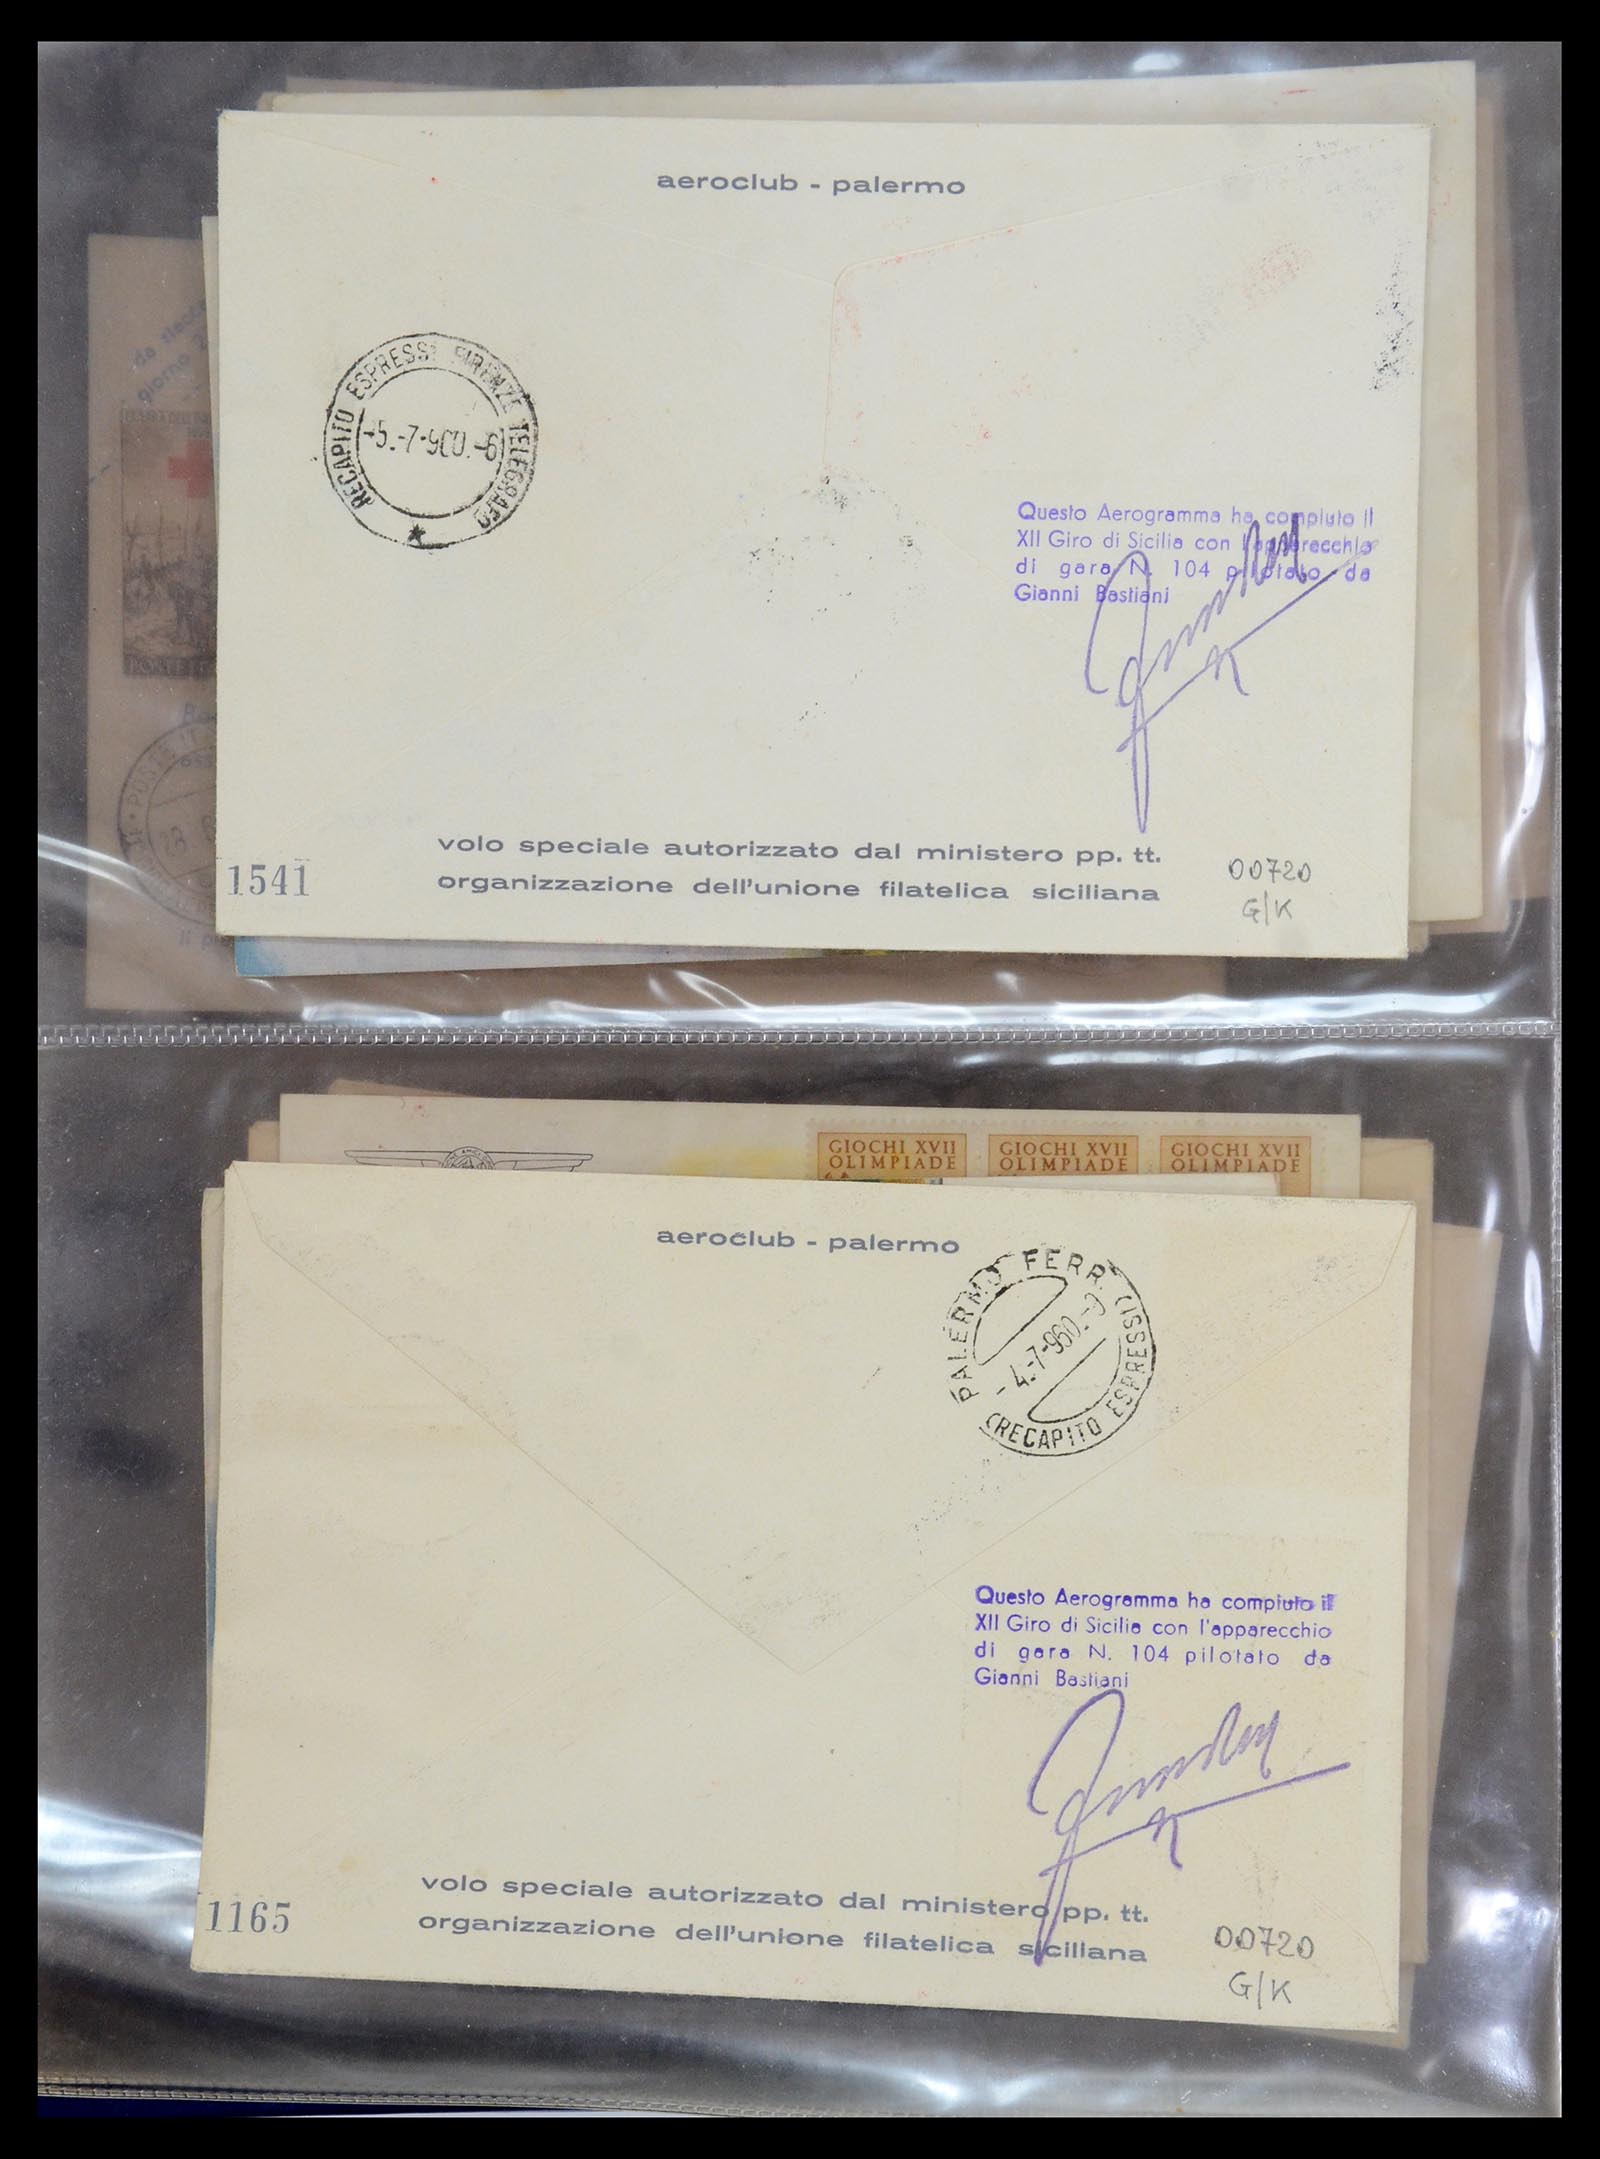 aeroclub - palermo
da stacc
giorno
RECAPITO ESPRESSI FIRENZE TELEGRAFO
Questo Aerogramma ha compiuto il
XII Giro di Sicilia con l'apparecchio
di gara N. 104 pilotato da
Gianni Bastiani
volo speciale autorizzato dal ministero pp. tt.
organizzazione dell'unione filatelica siciliana
1541
00720
G/K
GIOCHI XVII
OLIMPIADE
GIOCHI XVII
OLIMPIADE
GIOCHI XVII
OLIMPIADE
aeroclub - palermo
PALERMO FERR. (ISSI
-4.-7-960.-9
(RECAPITO ESPRESSI)
Questo Aerogramma ha compiuto il
XII Giro di Sicilia con l'apparecchio
di gara N. 104 pilotato da
Gianni Bastiani
volo speciale autorizzato dal ministero pp. tt.
organizzazione dell'unione filatelica siciliana
1165
00720
G/K